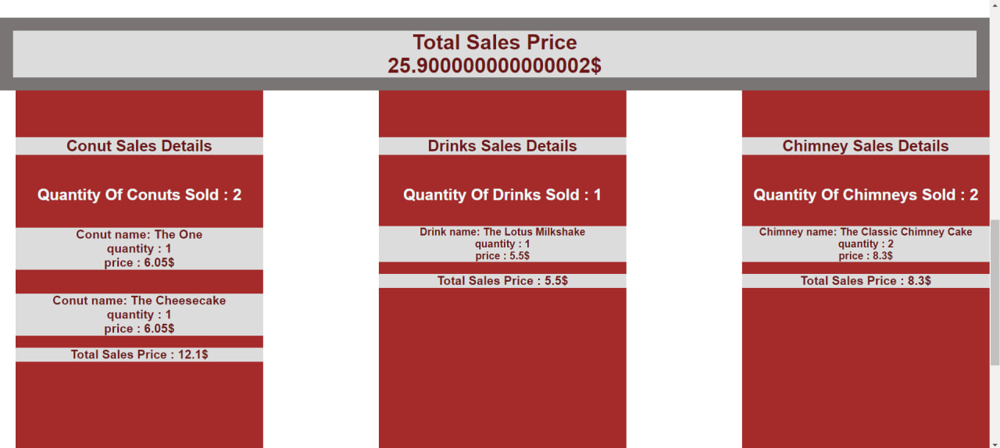 Total Sales Price
25.900000000000002$
Conut Sales Details
Quantity Of Conuts Sold : 2
Conut name: The One
quantity : 1
price : 6.05$
Conut name: The Cheesecake
quantity : 1
price : 6.05$
Total Sales Price : 12.1$
Drinks Sales Details
Quantity Of Drinks Sold : 1
Drink name: The Lotus Milkshake
quantity : 1
price : 5.5$
Total Sales Price : 5.5$
Chimney Sales Details
Quantity Of Chimneys Sold : 2
Chimney name: The Classic Chimney Cake
quantity : 2
price : 8.3$
Total Sales Price : 8.3$